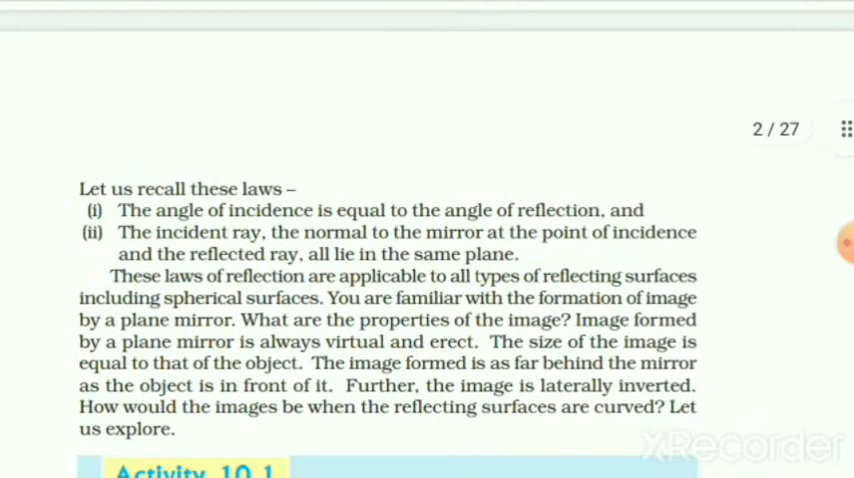 2 / 27
Let us recall these laws –
(i) The angle of incidence is equal to the angle of reflection, and
(ii) The incident ray, the normal to the mirror at the point of incidence
and the reflected ray, all lie in the same plane.
These laws of reflection are applicable to all types of reflecting surfaces
including spherical surfaces. You are familiar with the formation of image
by a plane mirror. What are the properties of the image? Image formed
by a plane mirror is always virtual and erect. The size of the image is
equal to that of the object. The image formed is as far behind the mirror
as the object is in front of it. Further, the image is laterally inverted.
How would the images be when the reflecting surfaces are curved? Let
us explore.
XRecorder
Activity 10.1